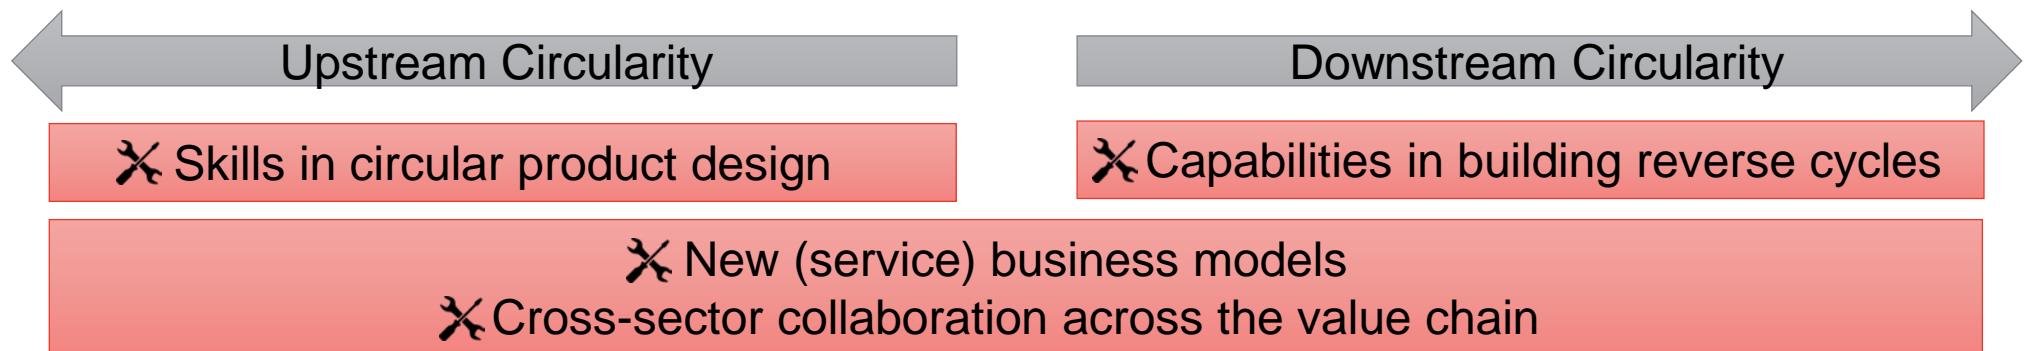 Upstream Circularity
Downstream Circularity
Skills in circular product design
Capabilities in building reverse cycles
New (service) business models
Cross-sector collaboration across the value chain